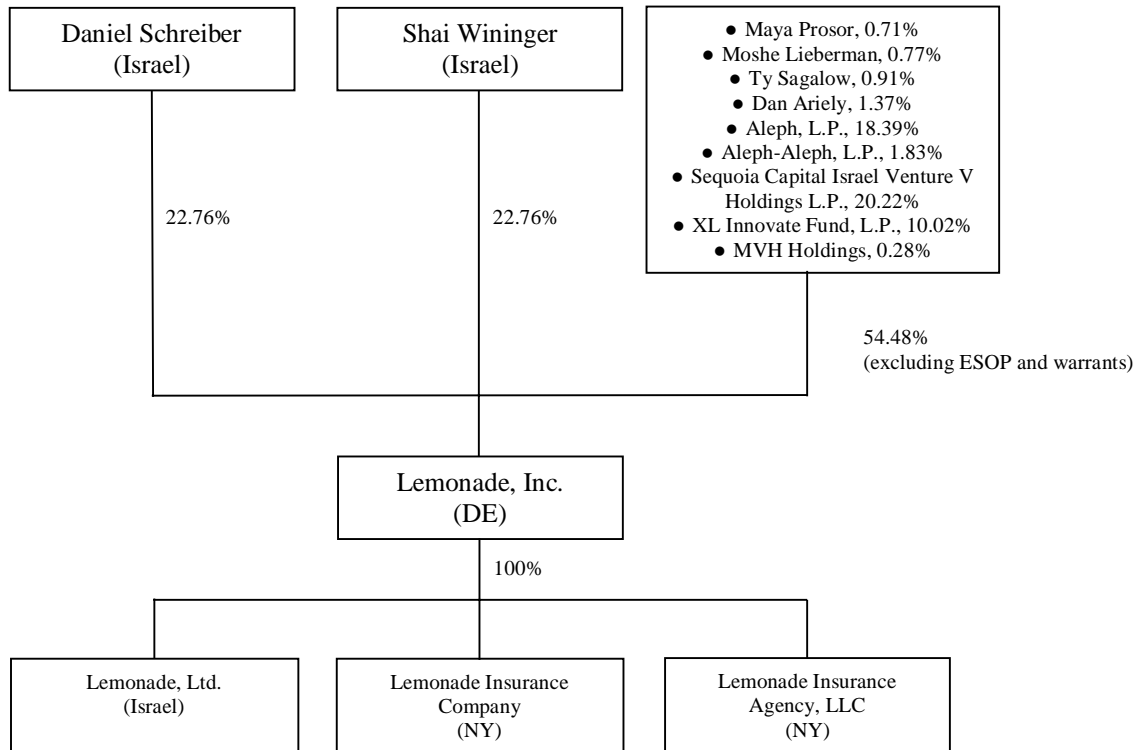 Daniel Schreiber
(Israel)
Shai Wininger
(Israel)
● Maya Prosor, 0.71%
● Moshe Lieberman, 0.77%
● Ty Sagalow, 0.91%
● Dan Ariely, 1.37%
● Aleph, L.P., 18.39%
● Aleph-Aleph, L.P., 1.83%
● Sequoia Capital Israel Venture V
Holdings L.P., 20.22%
● XL Innovate Fund, L.P., 10.02%
● MVH Holdings, 0.28%
22.76%
22.76%
54.48%
(excluding ESOP and warrants)
Lemonade, Inc.
(DE)
100%
Lemonade, Ltd.
(Israel)
Lemonade Insurance
Company
(NY)
Lemonade Insurance
Agency, LLC
(NY)